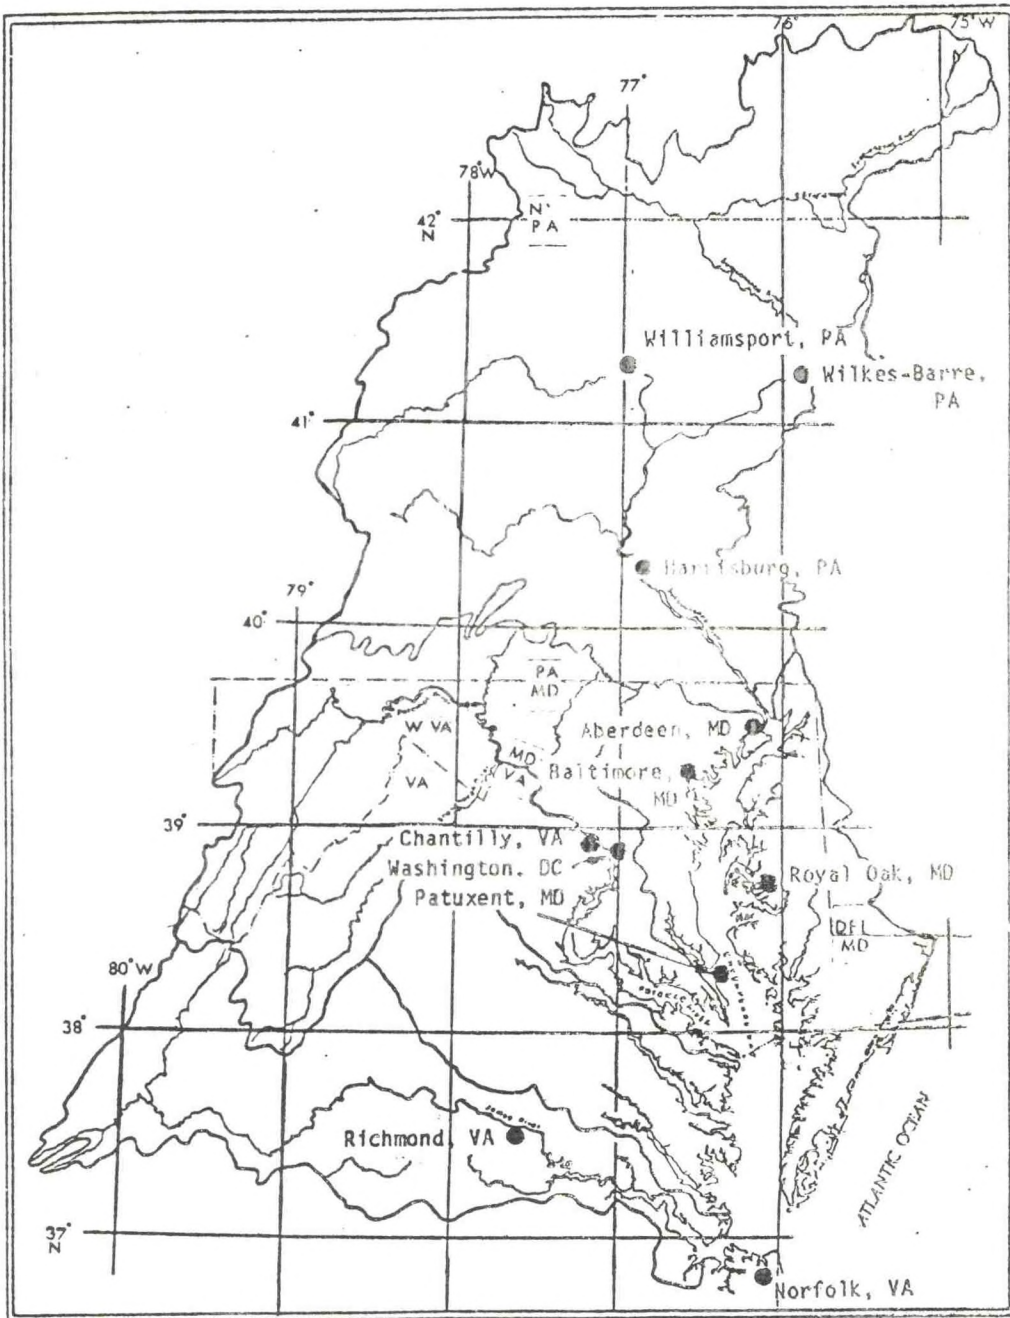 76°
75°W
77°
78°W
42°
N
PA
Williamsport, PA
Wilkes-Barre,
PA
41°
Harrisburg, PA
79°
40°
PA
MD
W VA
VA
MD
VA
Aberdeen, MD
Baltimore,
MD
39°
Chantilly, VA
Washington. DC
Patuxent, MD
Royal Oak, MD
DEL
MD
80°W
38°
James River
Richmond, VA
ATLANTIC OCEAN
37°
N
Norfolk, VA